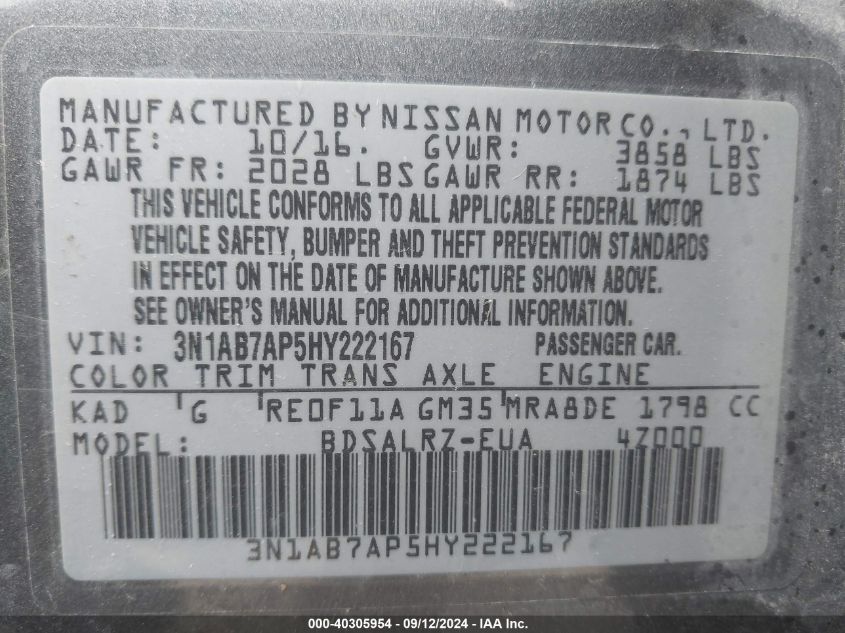 MANUFACTURED BY NISSAN MOTOR CO., LTD.
DATE: 10/16. GVWR: 3858 LBS
GAWR FR: 2028 LBS GAWR RR: 1874 LBS
THIS VEHICLE CONFORMS TO ALL APPLICABLE FEDERAL MOTOR
VEHICLE SAFETY, BUMPER AND THEFT PREVENTION STANDARDS
IN EFFECT ON THE DATE OF MANUFACTURE SHOWN ABOVE.
SEE OWNER'S MANUAL FOR ADDITIONAL INFORMATION.
VIN: 3N1AB7AP5HY222167 PASSENGER CAR.
COLOR TRIM TRANS AXLE ENGINE
KAD 'G 'RE0F11A GM35 'MRA8DE 1798 CC
MODEL: BDSALRZ-EUA 4Z000
3N1AB7AP5HY222167
000-40305954 - 09/12/2024 - IAA Inc.